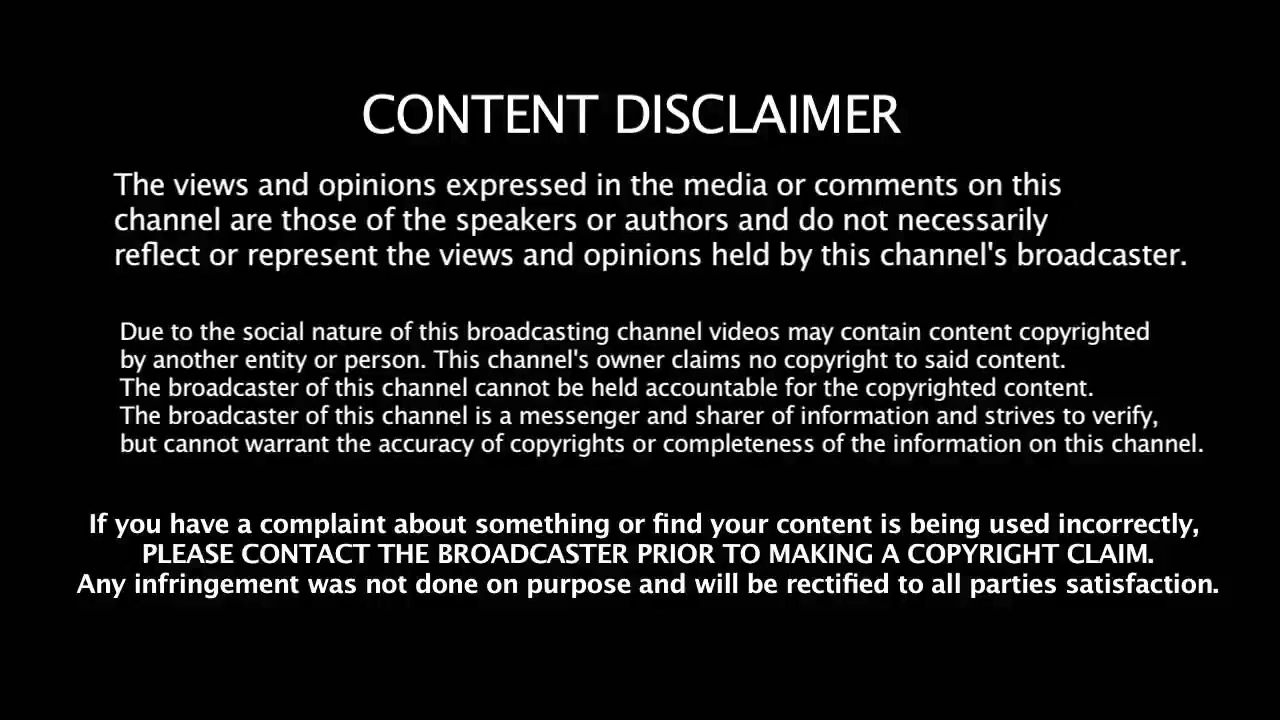 CONTENT DISCLAIMER
The views and opinions expressed in the media or comments on this
channel are those of the speakers or authors and do not necessarily
reflect or represent the views and opinions held by this channel's broadcaster.
Due to the social nature of this broadcasting channel videos may contain content copyrighted
by another entity or person. This channel's owner claims no copyright to said content.
The broadcaster of this channel cannot be held accountable for the copyrighted content.
The broadcaster of this channel is a messenger and sharer of information and strives to verify,
but cannot warrant the accuracy of copyrights or completeness of the information on this channel.
If you have a complaint about something or find your content is being used incorrectly,
PLEASE CONTACT THE BROADCASTER PRIOR TO MAKING A COPYRIGHT CLAIM.
Any infringement was not done on purpose and will be rectified to all parties satisfaction.